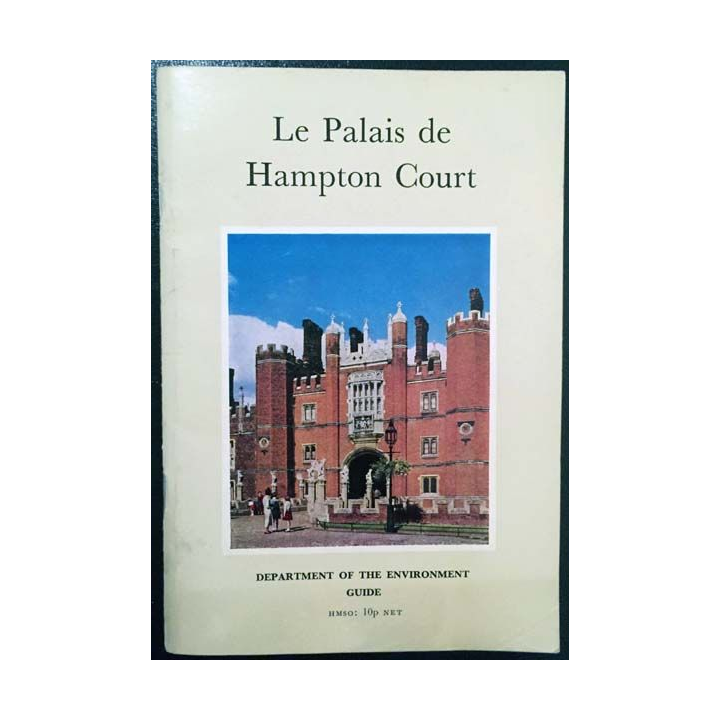 Le Palais de
Hampton Court
DEPARTMENT OF THE ENVIRONMENT
GUIDE
HMSO: 10p NET